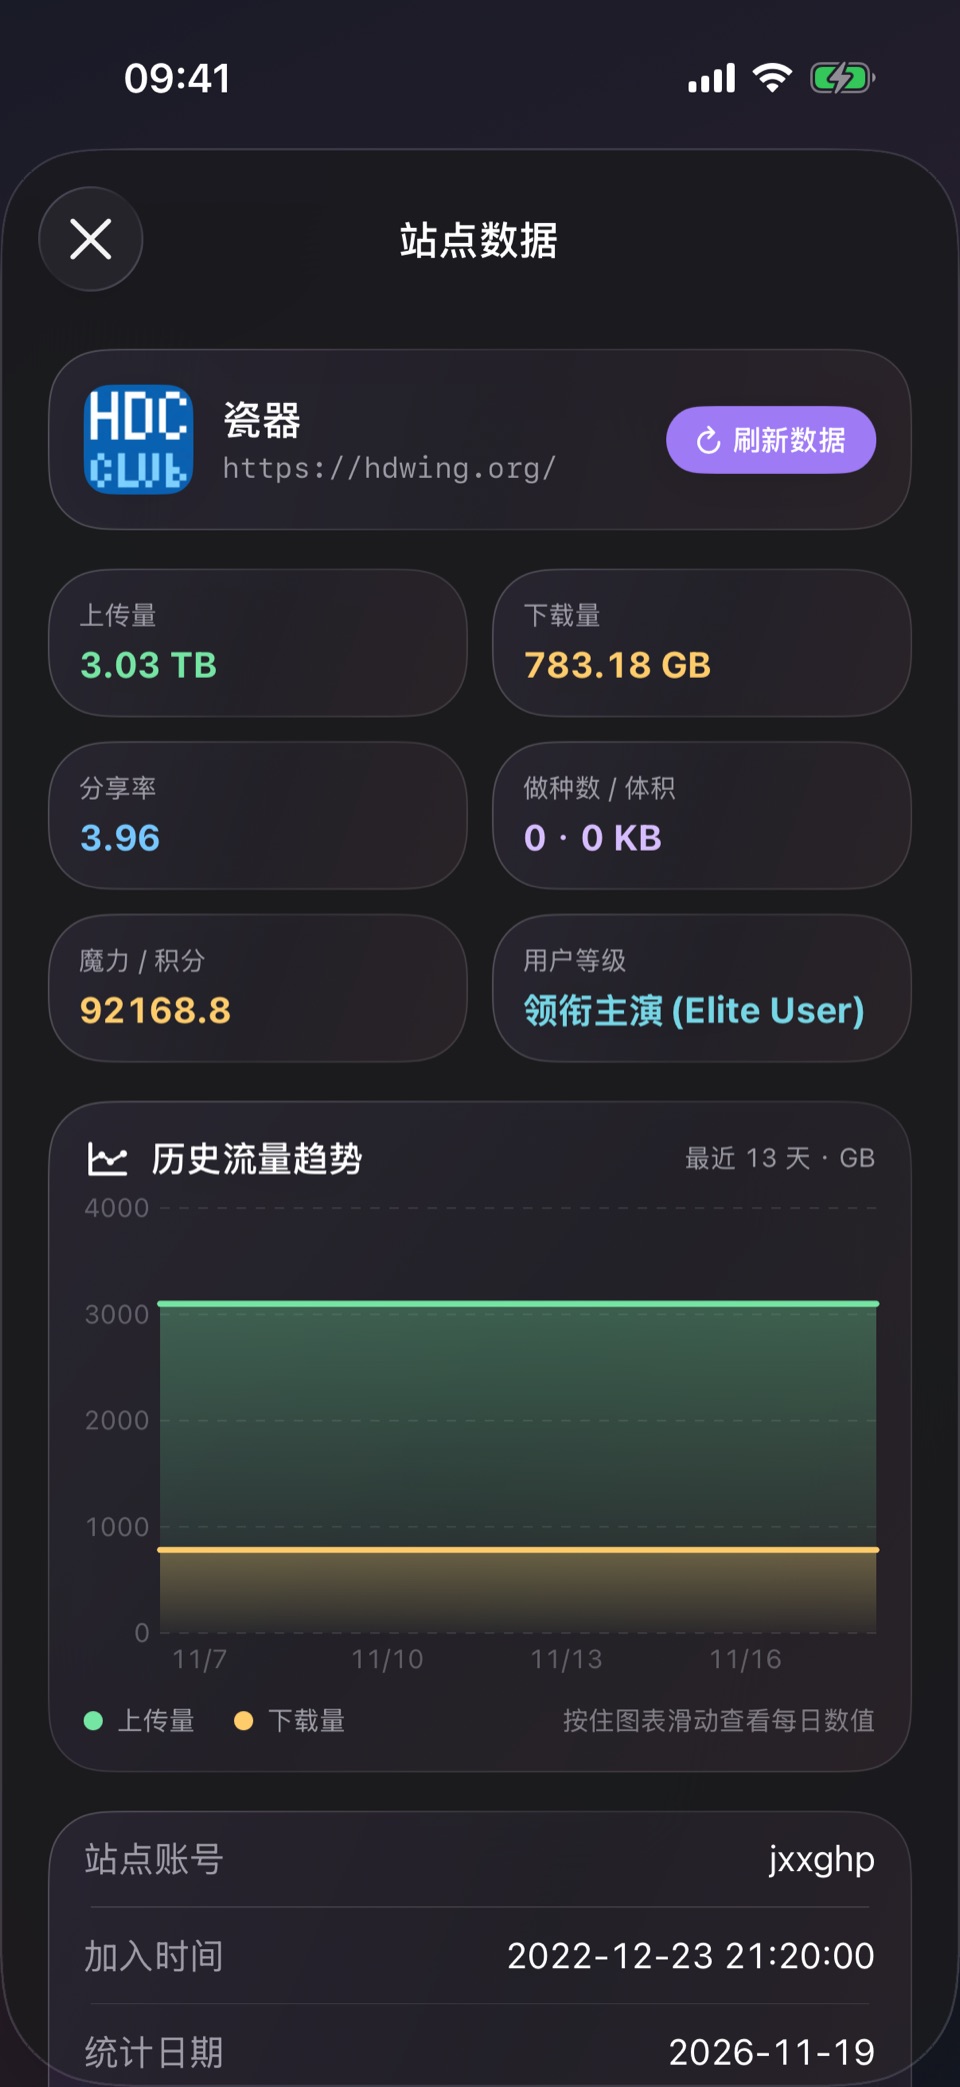 09:41
站点数据
HDC
CLUB
瓷器
https://hdwing.org/
刷新数据
上传量
3.03 TB
下载量
783.18 GB
分享率
3.96
做种数 / 体积
0 · 0 KB
魔力 / 积分
92168.8
用户等级
领衔主演 (Elite User)
历史流量趋势
最近 13 天 · GB
4000
3000
2000
1000
0
11/7
11/10
11/13
11/16
上传量
下载量
按住图表滑动查看每日数值
站点账号
jxxghp
加入时间
2022-12-23 21:20:00
统计日期
2026-11-19